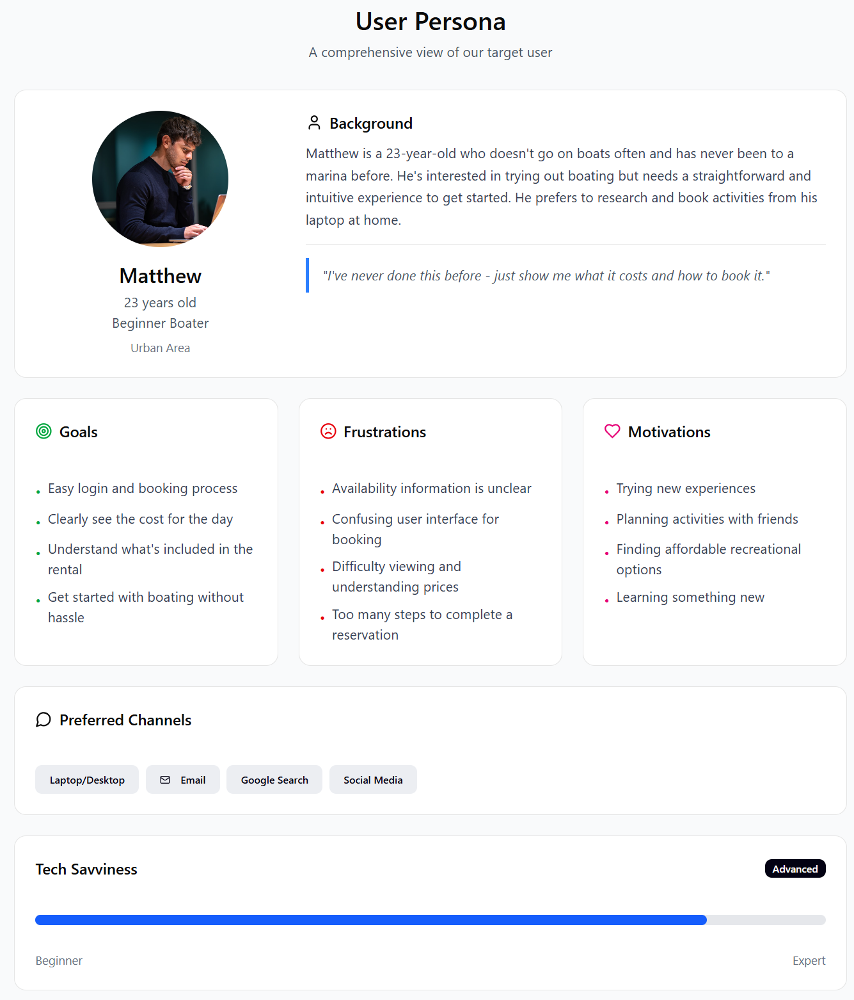 User Persona
A comprehensive view of our target user
Matthew
23 years old
Beginner Boater
Urban Area
Background
Matthew is a 23-year-old who doesn't go on boats often and has never been to a
marina before. He's interested in trying out boating but needs a straightforward and
intuitive experience to get started. He prefers to research and book activities from his
laptop at home.
"I've never done this before - just show me what it costs and how to book it."
Goals
• Easy login and booking process
• Clearly see the cost for the day
• Understand what's included in the
rental
• Get started with boating without
hassle
Frustrations
• Availability information is unclear
• Confusing user interface for
booking
• Difficulty viewing and
understanding prices
• Too many steps to complete a
reservation
Motivations
• Trying new experiences
• Planning activities with friends
• Finding affordable recreational
options
• Learning something new
Preferred Channels
Laptop/Desktop
Email
Google Search
Social Media
Tech Savviness
Advanced
Beginner
Expert